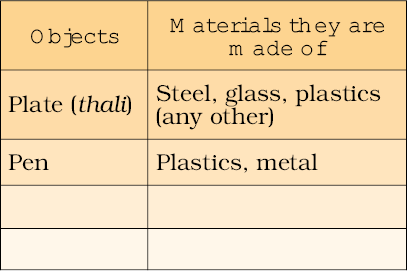 Objects
Materials they are
made of
Plate (thali)
Steel, glass, plastics
(any other)
Pen
Plastics, metal